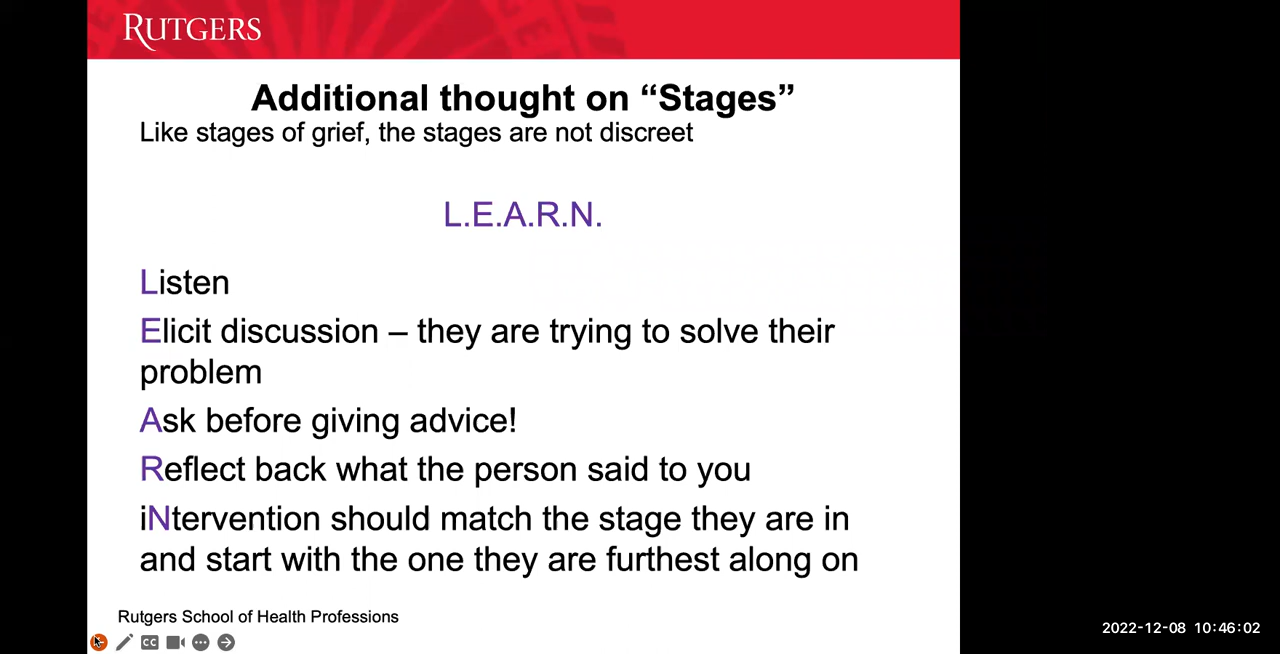 RUTGERS
Additional thought on “Stages”
Like stages of grief, the stages are not discreet
L.E.A.R.N.
Listen
Elicit discussion – they are trying to solve their
problem
Ask before giving advice!
Reflect back what the person said to you
iNtervention should match the stage they are in
and start with the one they are furthest along on
Rutgers School of Health Professions
CC
2022-12-08 10:46:02